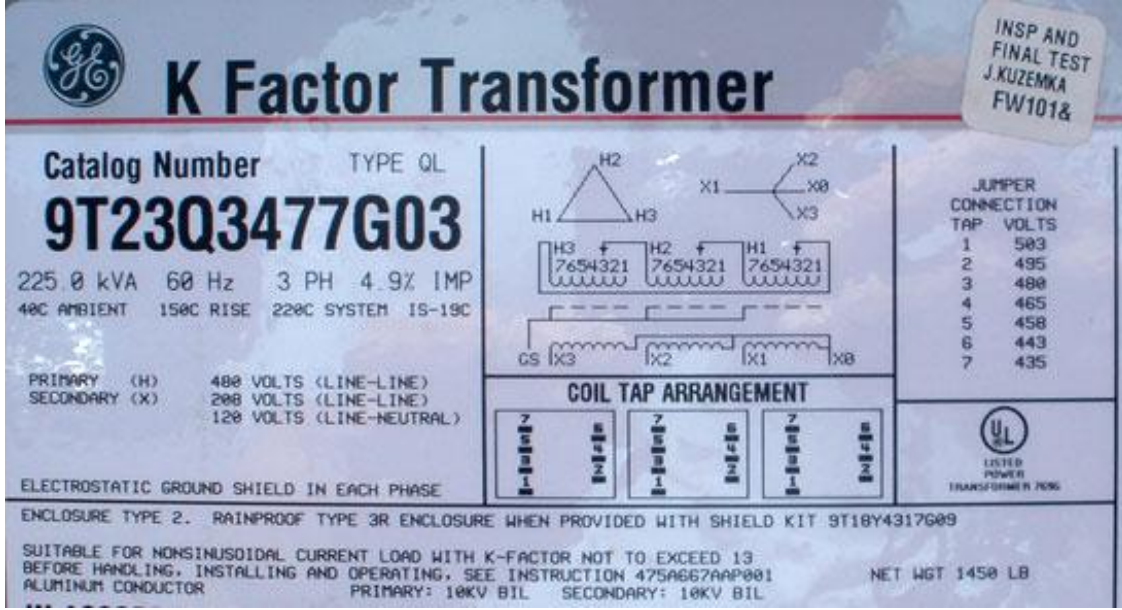 GE
K Factor Transformer
INSP AND
FINAL TEST
J.KUZEMKA
FW101&
Catalog Number TYPE QL
9T23Q3477G03
225.0 kVA 60 Hz 3 PH 4.9% IMP
40C AMBIENT 150C RISE 220C SYSTEM IS-19C
PRIMARY (H) 480 VOLTS (LINE-LINE)
SECONDARY (X) 208 VOLTS (LINE-LINE)
120 VOLTS (LINE-NEUTRAL)
ELECTROSTATIC GROUND SHIELD IN EACH PHASE
H2 X2
X1 X0
H1 H3 X3
H3 + H2 + H1 +
7654321 7654321 7654321
GS X3 X2 X1 X0
COIL TAP ARRANGEMENT
7 6 7 6 7 6
5 4 5 4 5 4
3 2 3 2 3 2
1 1 1
JUMPER
CONNECTION
TAP VOLTS
1 503
2 495
3 480
4 465
5 458
6 443
7 435
UL
LISTED
POWER
TRANSFORMER 7696
ENCLOSURE TYPE 2. RAINPROOF TYPE 3R ENCLOSURE WHEN PROVIDED WITH SHIELD KIT 9T18Y4317G09
SUITABLE FOR NONSINUSOIDAL CURRENT LOAD WITH K-FACTOR NOT TO EXCEED 13
BEFORE HANDLING, INSTALLING AND OPERATING, SEE INSTRUCTION 475A667AAP001 NET WGT 1450 LB
ALUMINUM CONDUCTOR PRIMARY: 10KV BIL SECONDARY: 10KV BIL